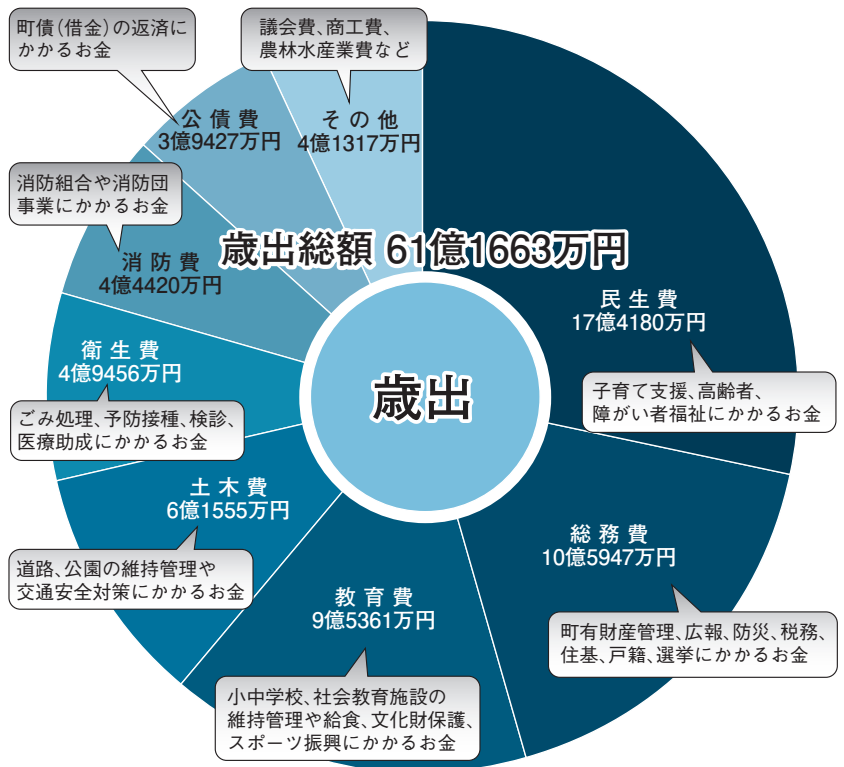 町債（借金）の返済に
かかるお金
議会費、商工費、
農林水産業費など
公債費
3億9427万円
その他
4億1317万円
消防組合や消防団
事業にかかるお金
消防費
4億4420万円
歳出総額 61億1663万円
民生費
17億4180万円
子育て支援、高齢者、
障がい者福祉にかかるお金
衛生費
4億9456万円
ごみ処理、予防接種、検診、
医療助成にかかるお金
歳出
土木費
6億1555万円
道路、公園の維持管理や
交通安全対策にかかるお金
総務費
10億5947万円
町有財産管理、広報、防災、税務、
住基、戸籍、選挙にかかるお金
教育費
9億5361万円
小中学校、社会教育施設の
維持管理や給食、文化財保護、
スポーツ振興にかかるお金